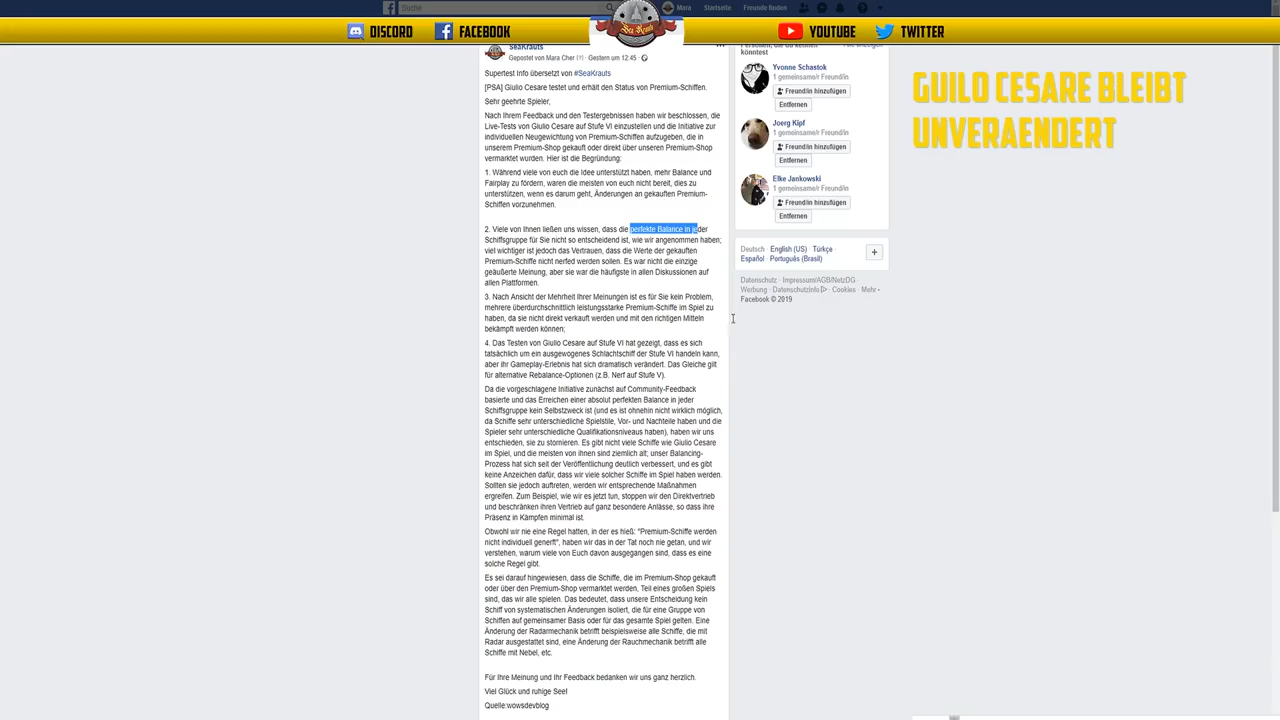 Suche
Mara
Startseite
Freunde finden
DISCORD
FACEBOOK
Sea Krauts
YOUTUBE
TWITTER
SeaKrauts
Gepostet von Mara Cher [?] · Gestern um 12:45 ·
Supertest Info übersetzt von #SeaKrauts
[PSA] Giulio Cesare testet und erhält den Status von Premium-Schiffen.
Sehr geehrte Spieler,
Nach Ihrem Feedback und den Testergebnissen haben wir beschlossen, die
Live-Tests von Giulio Cesare auf Stufe VI einzustellen und die Initiative zur
individuellen Neugewichtung von Premium-Schiffen aufzugeben, die in
unserem Premium-Shop gekauft oder direkt über unseren Premium-Shop
vermarktet wurden. Hier ist die Begründung:
1. Während viele von euch die Idee unterstützt haben, mehr Balance und
Fairplay zu fördern, waren die meisten von euch nicht bereit, dies zu
unterstützen, wenn es darum geht, Änderungen an gekauften Premium-
Schiffen vorzunehmen.
2. Viele von Ihnen ließen uns wissen, dass die perfekte Balance in jeder
Schiffsgruppe für Sie nicht so entscheidend ist, wie wir angenommen haben;
viel wichtiger ist jedoch das Vertrauen, dass die Werte der gekauften
Premium-Schiffe nicht nerfed werden sollen. Es war nicht die einzige
geäußerte Meinung, aber sie war die häufigste in allen Diskussionen auf
allen Plattformen.
3. Nach Ansicht der Mehrheit Ihrer Meinungen ist es für Sie kein Problem,
mehrere überdurchschnittlich leistungsstarke Premium-Schiffe im Spiel zu
haben, da sie nicht direkt verkauft werden und mit den richtigen Mitteln
bekämpft werden können;
4. Das Testen von Giulio Cesare auf Stufe VI hat gezeigt, dass es sich
tatsächlich um ein ausgewogenes Schlachtschiff der Stufe VI handeln kann,
aber ihr Gameplay-Erlebnis hat sich dramatisch verändert. Das Gleiche gilt
für alternative Rebalance-Optionen (z.B. Nerf auf Stufe V).
Da die vorgeschlagene Initiative zunächst auf Community-Feedback
basierte und das Erreichen einer absolut perfekten Balance in jeder
Schiffsgruppe kein Selbstzweck ist (und es ist ohnehin nicht wirklich möglich,
da Schiffe sehr unterschiedliche Spielstile, Vor- und Nachteile haben und die
Spieler sehr unterschiedliche Qualifikationsniveaus haben), haben wir uns
entschieden, sie zu stornieren. Es gibt nicht viele Schiffe wie Giulio Cesare
im Spiel, und die meisten von ihnen sind ziemlich alt; unser Balancing-
Prozess hat sich seit der Veröffentlichung deutlich verbessert, und es gibt
keine Anzeichen dafür, dass wir viele solcher Schiffe im Spiel haben werden.
Sollten sie jedoch auftreten, werden wir entsprechende Maßnahmen
ergreifen. Zum Beispiel, wie wir es jetzt tun, stoppen wir den Direktvertrieb
und beschränken ihren Vertrieb auf ganz besondere Anlässe, so dass ihre
Präsenz in Kämpfen minimal ist.
Obwohl wir nie eine Regel hatten, in der es hieß: "Premium-Schiffe werden
nicht individuell generft", haben wir das in der Tat noch nie getan, und wir
verstehen, warum viele von Euch davon ausgegangen sind, dass es eine
solche Regel gibt.
Es sei darauf hingewiesen, dass die Schiffe, die im Premium-Shop gekauft
oder über den Premium-Shop vermarktet werden, Teil eines großen Spiels
sind, das wir alle spielen. Das bedeutet, dass unsere Entscheidung kein
Schiff von systematischen Änderungen isoliert, die für eine Gruppe von
Schiffen auf gemeinsamer Basis oder für das gesamte Spiel gelten. Eine
Änderung der Radarmechanik betrifft beispielsweise alle Schiffe, die mit
Radar ausgestattet sind, eine Änderung der Rauchmechanik betrifft alle
Schiffe mit Nebel, etc.
Für Ihre Meinung und Ihr Feedback bedanken wir uns ganz herzlich.
Viel Glück und ruhige See!
Quelle:wowsdevblog
Personen, die du kennen
könntest
Alle anzeigen
Yvonne Schastok
1 gemeinsame/r Freund/in
Freund/in hinzufügen
Entfernen
Joerg Kipf
1 gemeinsame/r Freund/in
Freund/in hinzufügen
Entfernen
Elke Jankowski
1 gemeinsame/r Freund/in
Freund/in hinzufügen
Entfernen
Deutsch · English (US) · Türkçe ·
Español · Português (Brasil)
Datenschutz · Impressum/AGB/NetzDG ·
Werbung · Datenschutzinfo · Cookies · Mehr
Facebook © 2019
GUILO CESARE BLEIBT
UNVERAENDERT